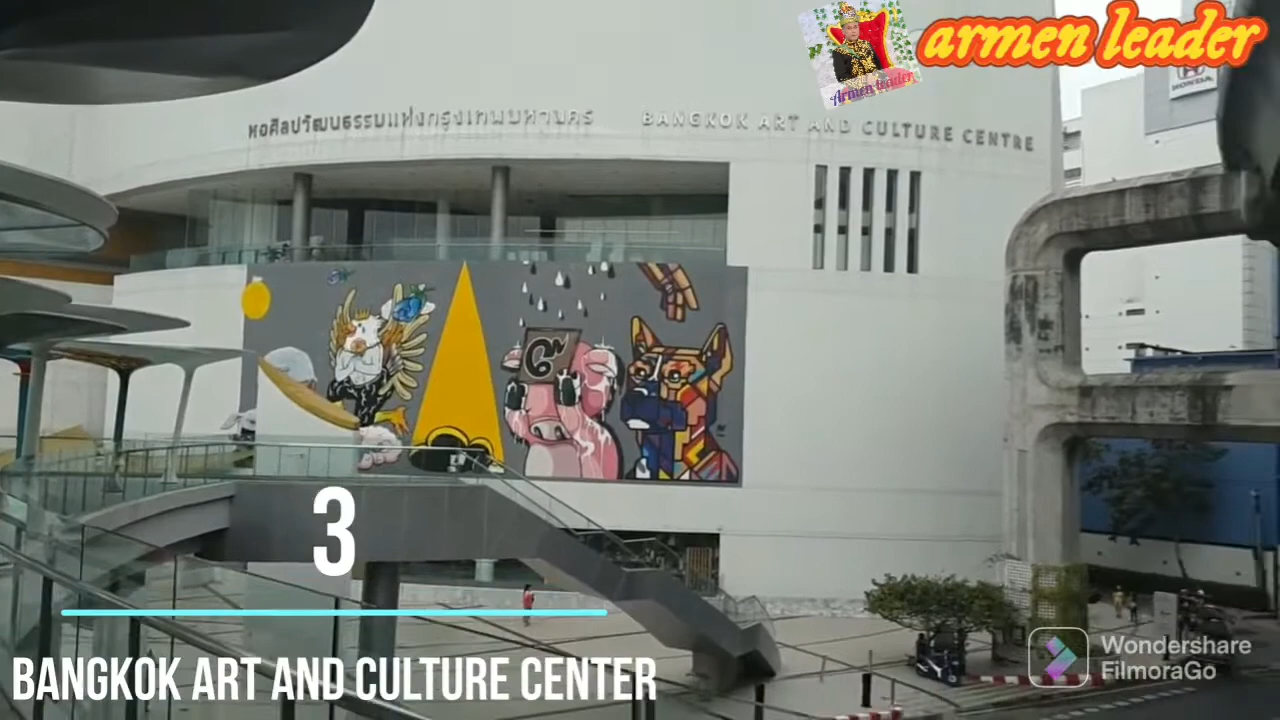 armen leader
Armen leader
HONDA
หอศิลปวัฒนธรรมแห่งกรุงเทพมหานคร BANGKOK ART AND CULTURE CENTRE
3
BANGKOK ART AND CULTURE CENTER
Wondershare
FilmoraGo